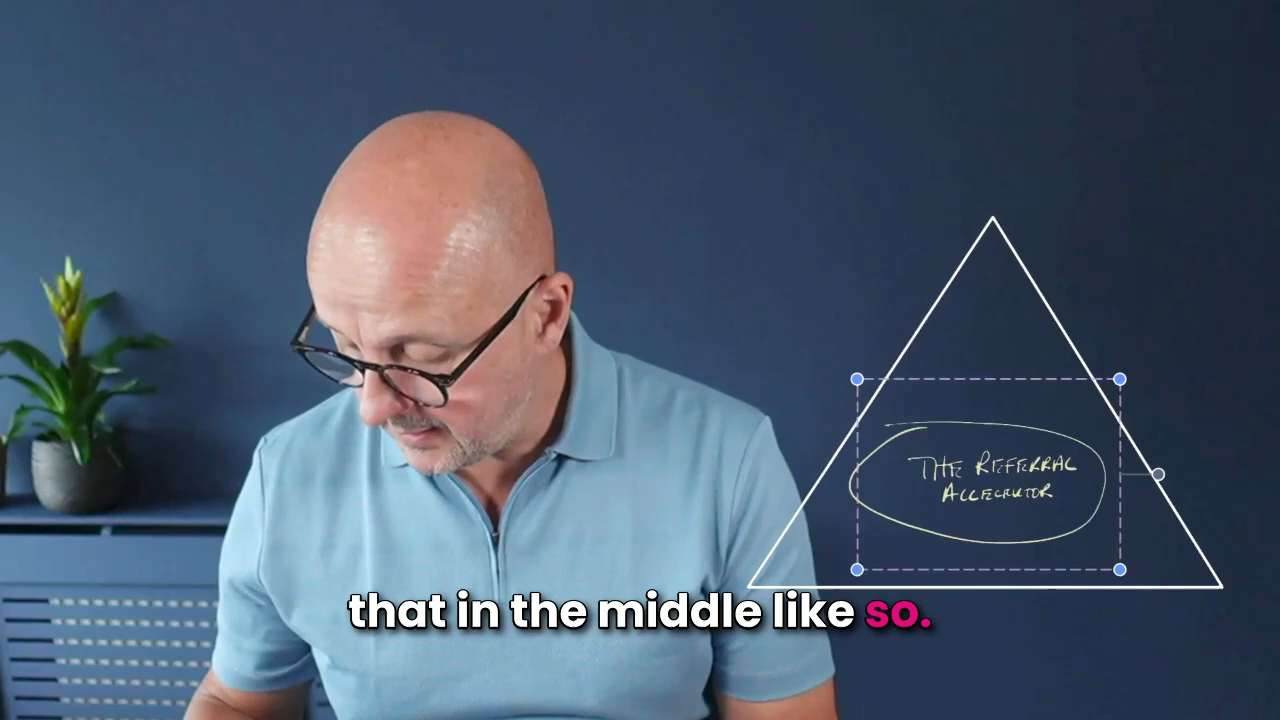 THE REFERRAL
ACCELERATOR
that in the middle like so.